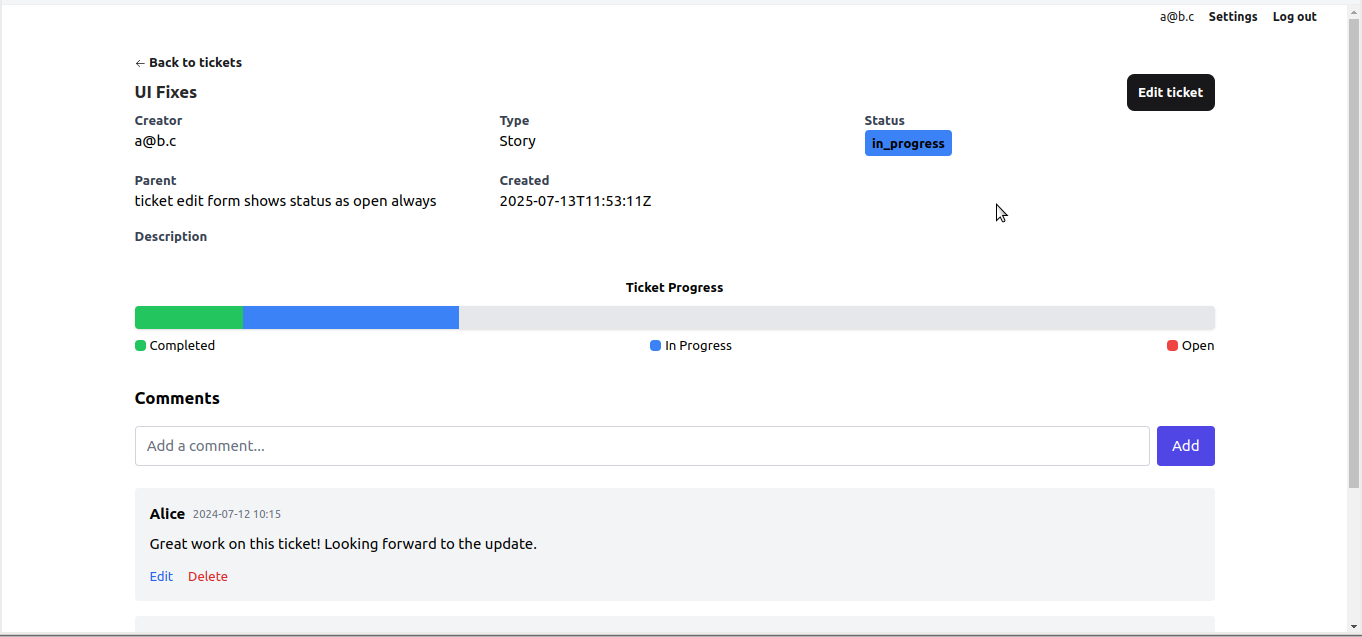 a@b.c Settings Log out
← Back to tickets
UI Fixes
Edit ticket
Creator Type Status
a@b.c Story in_progress
Parent Created
ticket edit form shows status as open always 2025-07-13T11:53:11Z
Description
Ticket Progress
Completed In Progress Open
Comments
Add a comment... Add
Alice 2024-07-12 10:15
Great work on this ticket! Looking forward to the update.
Edit Delete